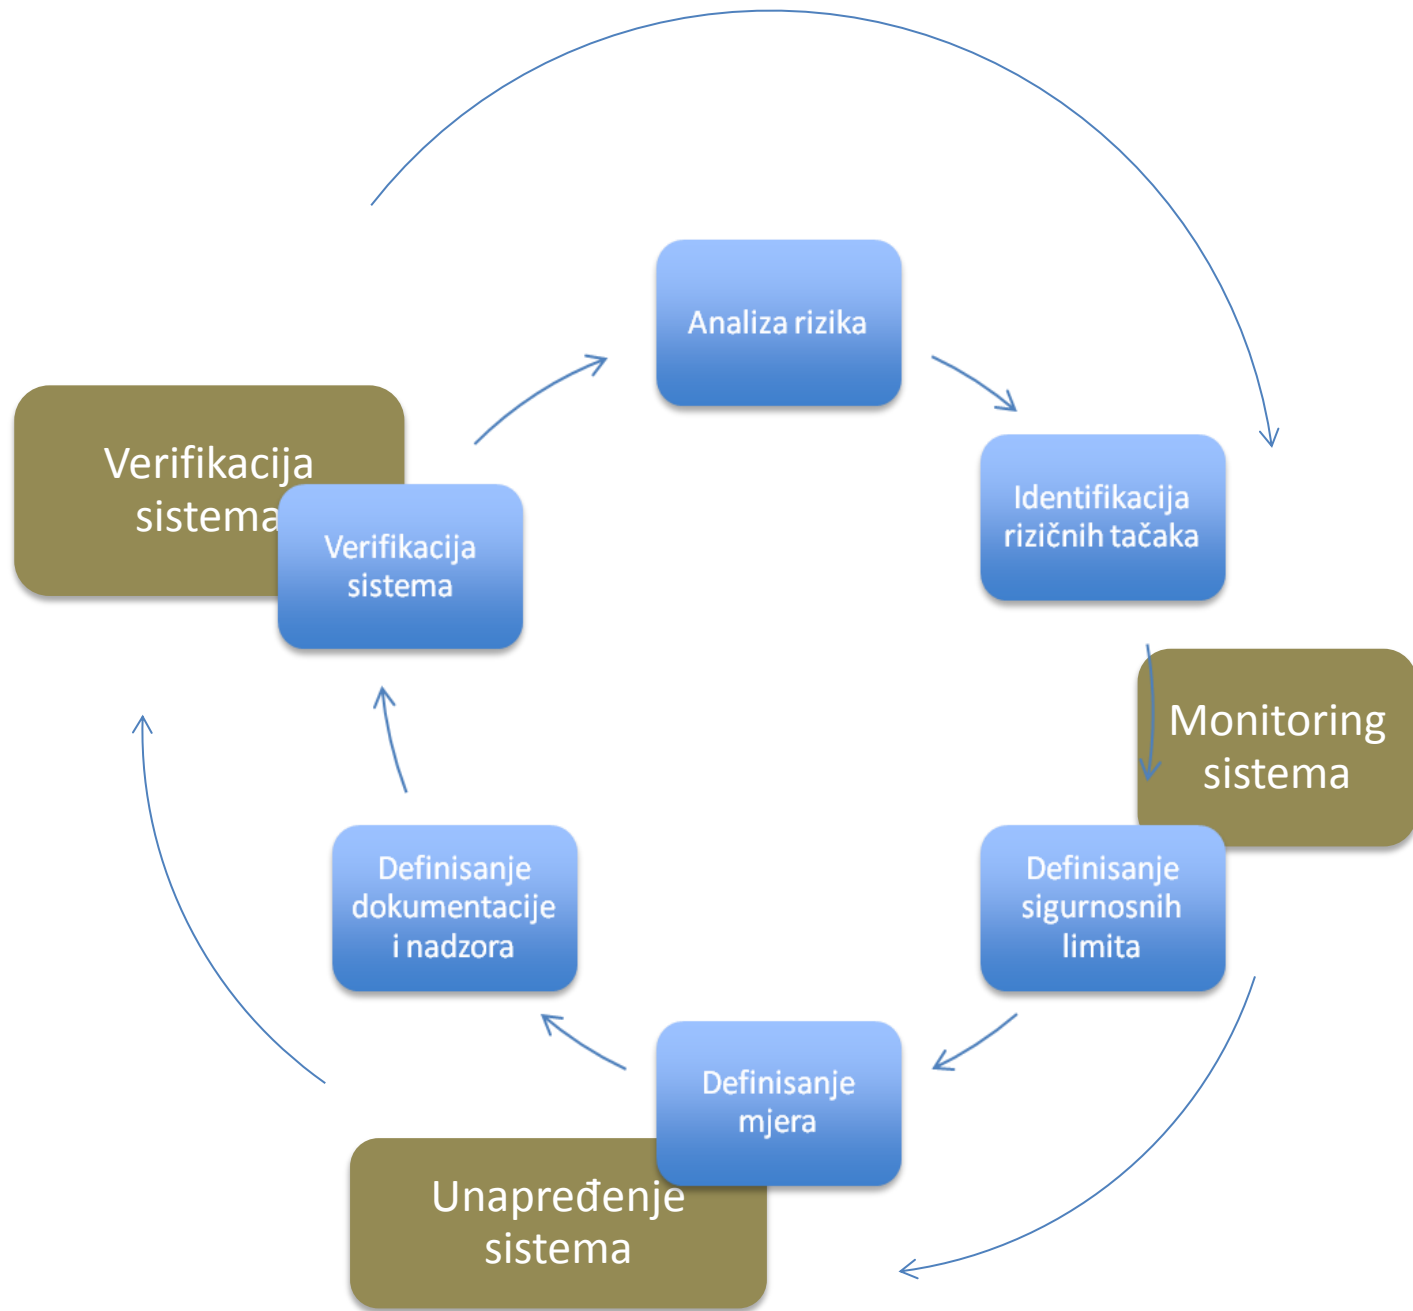 Analiza rizika
Identifikacija
rizičnih tačaka
Monitoring
sistema
Definisanje
sigurnosnih
limita
Definisanje
mjera
Unapređenje
sistema
Definisanje
dokumentacije
i nadzora
Verifikacija
sistema
Verifikacija
sistema